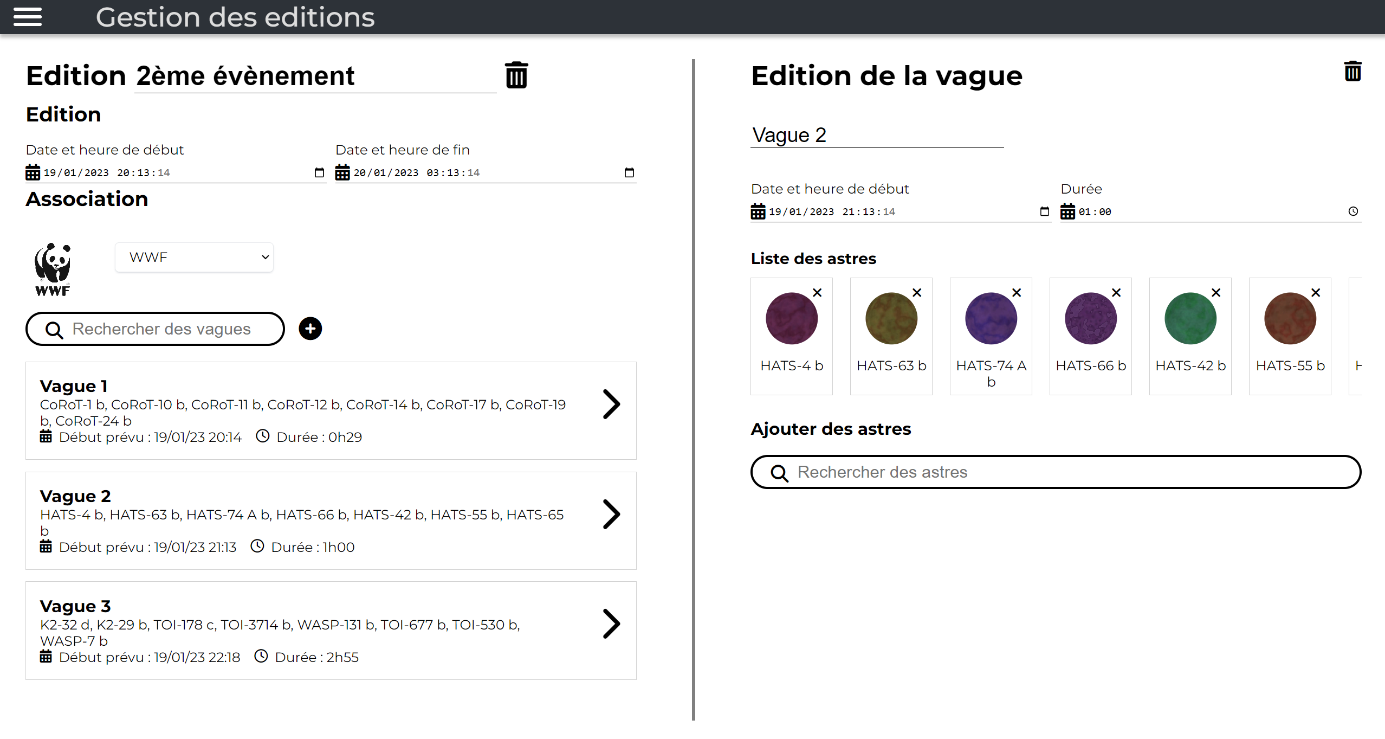 Gestion des editions
Edition 2ème évènement
Edition
Date et heure de début Date et heure de fin
19/01/2023 20:13:14 20/01/2023 03:13:14
Association
WWF
WWF
Rechercher des vagues
Vague 1
CoRoT-1 b, CoRoT-10 b, CoRoT-11 b, CoRoT-12 b, CoRoT-14 b, CoRoT-17 b, CoRoT-19
b, CoRoT-24 b
Début prévu : 19/01/23 20:14 Durée : 0h29
Vague 2
HATS-4 b, HATS-63 b, HATS-74 A b, HATS-66 b, HATS-42 b, HATS-55 b, HATS-65
b
Début prévu : 19/01/23 21:13 Durée : 1h00
Vague 3
K2-32 d, K2-29 b, TOI-178 c, TOI-3714 b, WASP-131 b, TOI-677 b, TOI-530 b,
WASP-7 b
Début prévu : 19/01/23 22:18 Durée : 2h55
Edition de la vague
Vague 2
Date et heure de début Durée
19/01/2023 21:13:14 01:00
Liste des astres
HATS-4 b HATS-63 b HATS-74 A HATS-66 b HATS-42 b HATS-55 b
b
Ajouter des astres
Rechercher des astres